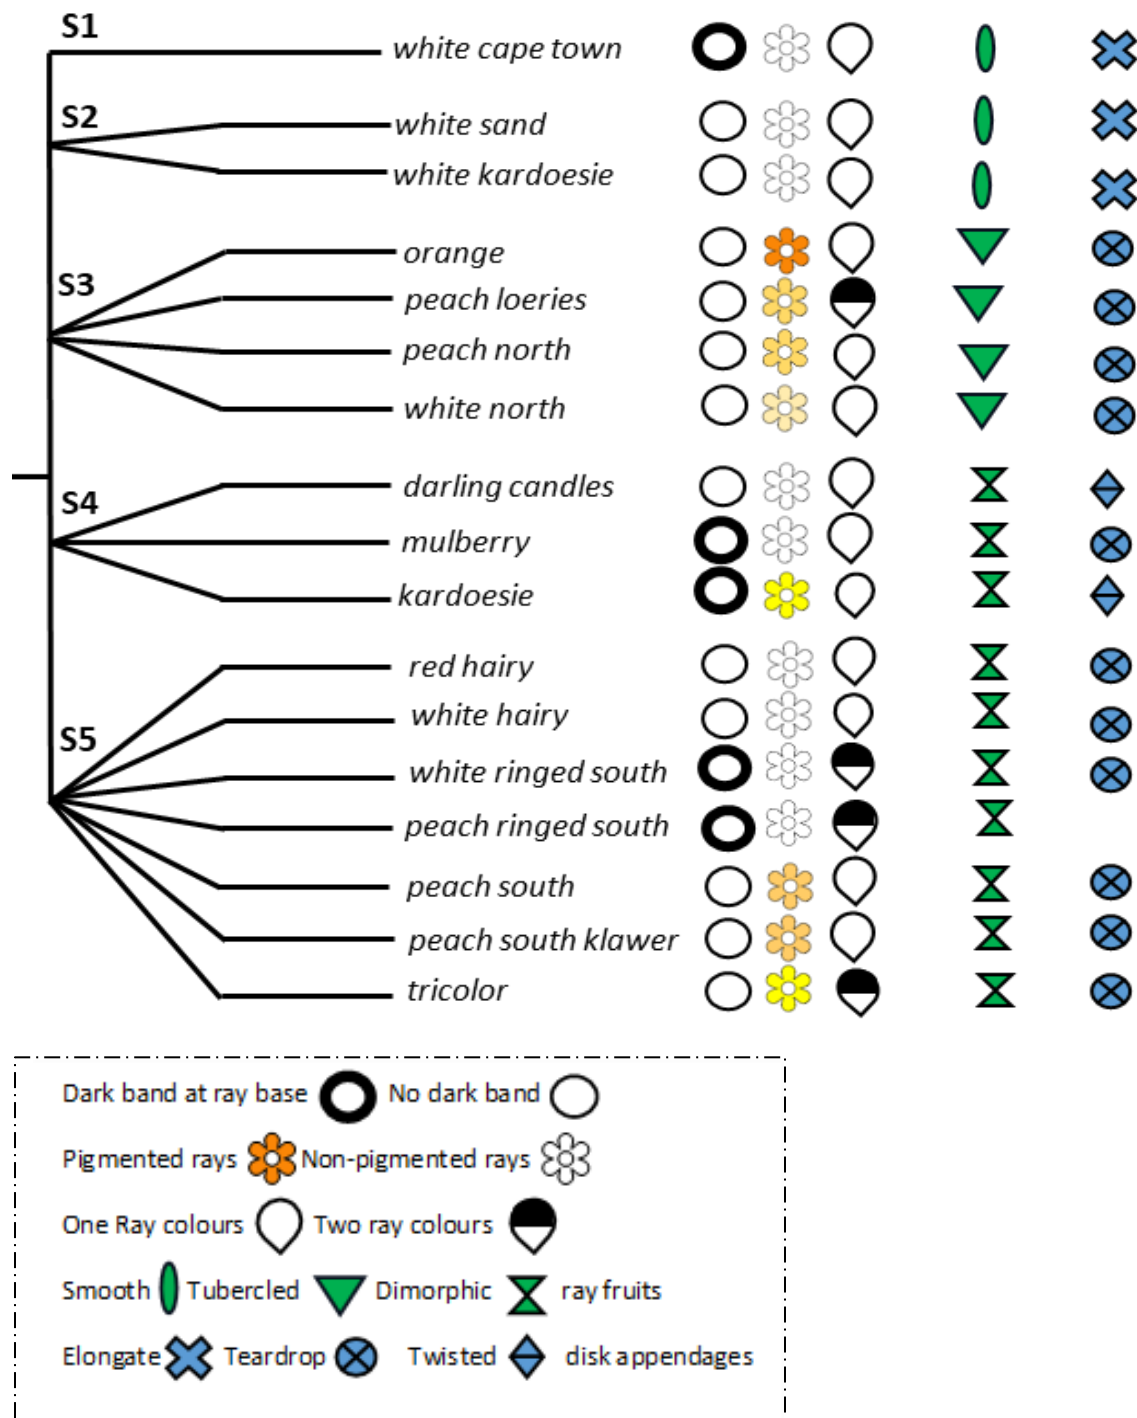 S1
white cape town
S2
white sand
white kardoesie
orange
S3
peach loeries
peach north
white north
darling candles
S4
mulberry
kardoesie
red hairy
white hairy
S5
white ringed south
peach ringed south
peach south
peach south klawer
tricolor
Dark band at ray base No dark band
Pigmented rays Non-pigmented rays
One Ray colours Two ray colours
Smooth Tubercled Dimorphic ray fruits
Elongate Teardrop Twisted disk appendages